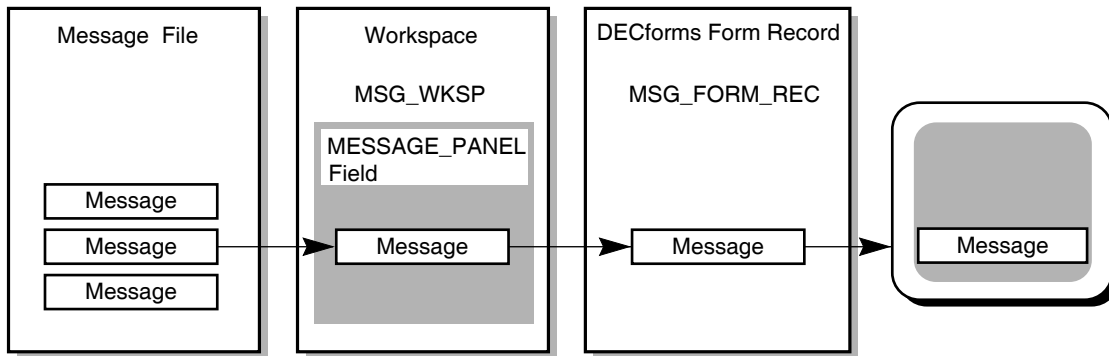 Message File
Message
Message
Message
Workspace
MSG_WKSP
MESSAGE_PANEL
Field
Message
DECforms Form Record
MSG_FORM_REC
Message
Message